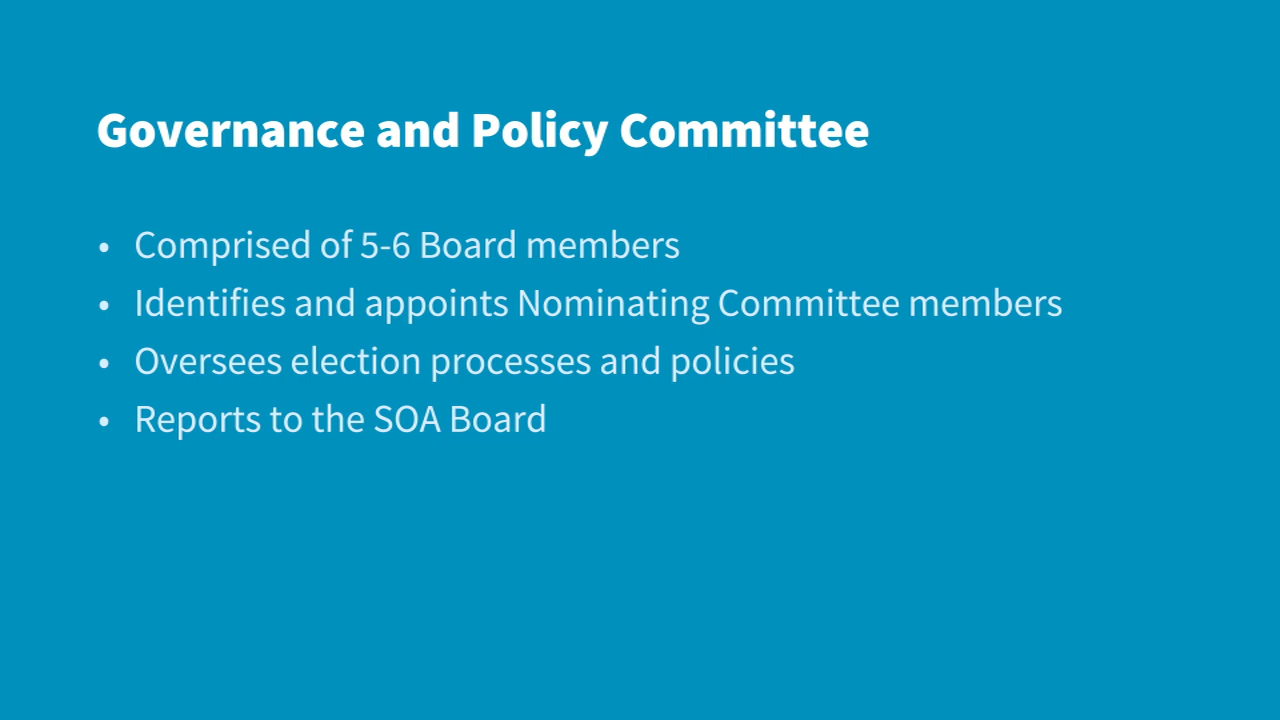 Governance and Policy Committee
• Comprised of 5-6 Board members
• Identifies and appoints Nominating Committee members
• Oversees election processes and policies
• Reports to the SOA Board